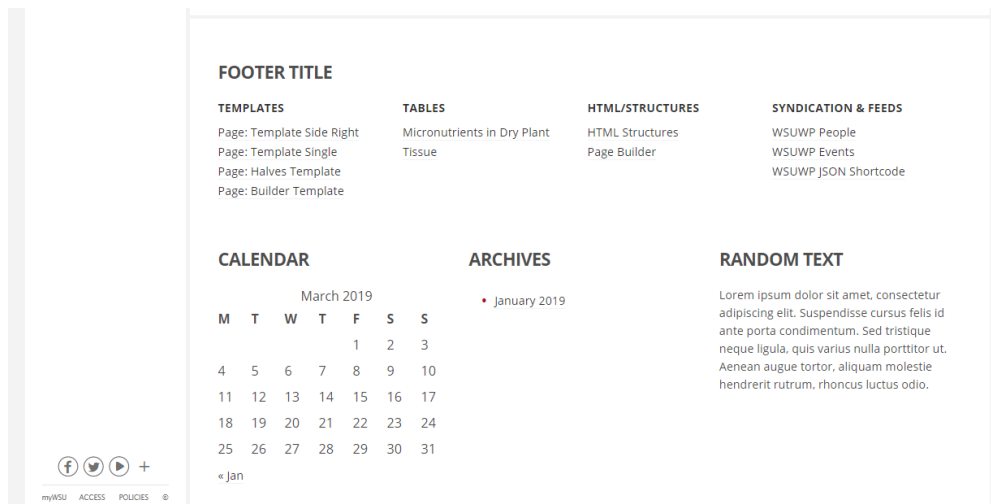 FOOTER TITLE
TEMPLATES
Page: Template Side Right
Page: Template Single
Page: Halves Template
Page: Builder Template
TABLES
Micronutrients in Dry Plant
Tissue
HTML/STRUCTURES
HTML Structures
Page Builder
SYNDICATION & FEEDS
WSUWP People
WSUWP Events
WSUWP JSON Shortcode
CALENDAR
March 2019
M T W T F S S
1 2 3
4 5 6 7 8 9 10
11 12 13 14 15 16 17
18 19 20 21 22 23 24
25 26 27 28 29 30 31
« Jan
ARCHIVES
• January 2019
RANDOM TEXT
Lorem ipsum dolor sit amet, consectetur
adipiscing elit. Suspendisse cursus felis id
ante porta condimentum. Sed tristique
neque ligula, quis varius nulla porttitor ut.
Aenean augue tortor, aliquam molestie
hendrerit rutrum, rhoncus luctus odio.
myWSU ACCESS POLICIES ©